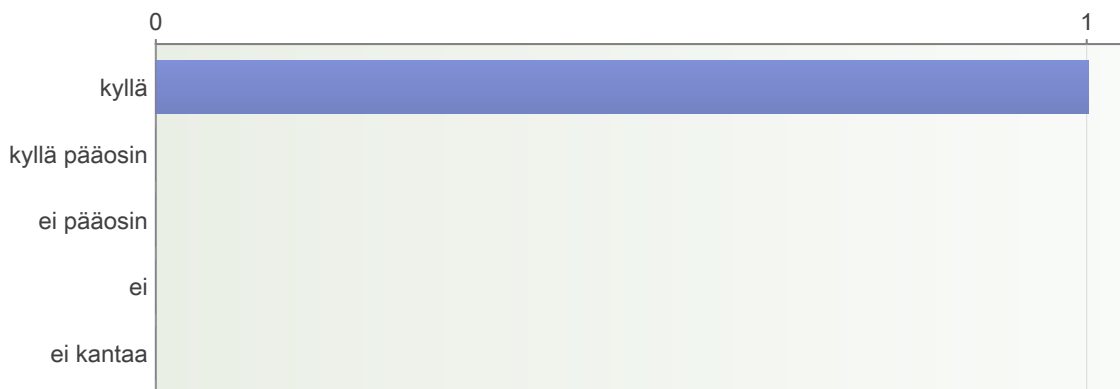 0 1
kyllä
kyllä pääosin
ei pääosin
ei
ei kantaa